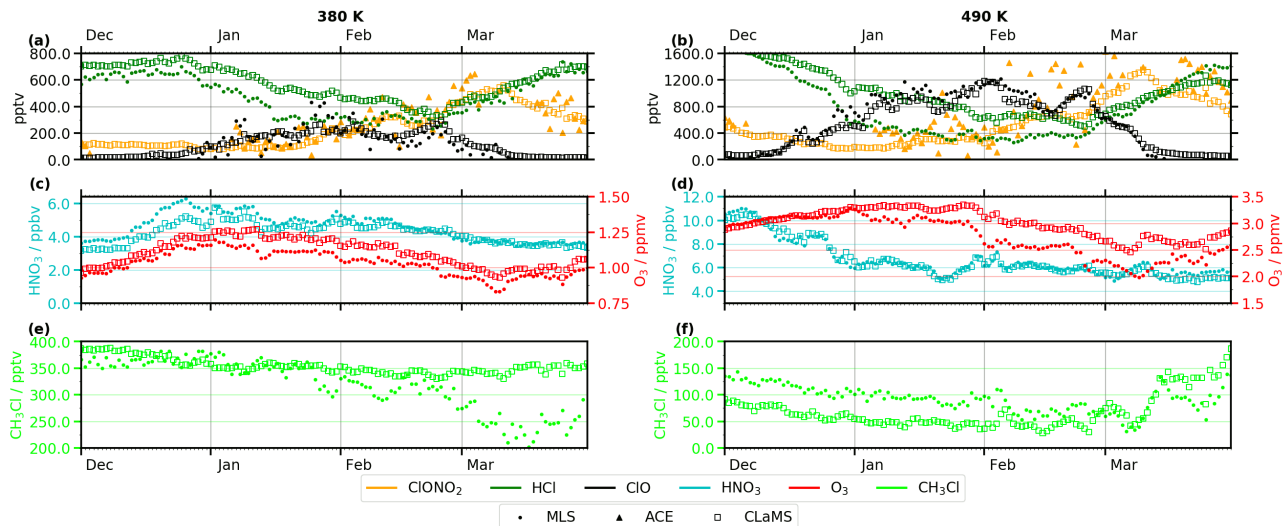 380 K
490 K
(a)
Dec
Jan
Feb
Mar
(b)
Dec
Jan
Feb
Mar
800.0
600.0
400.0
200.0
0.0
pptv
1600
1200
800.0
400.0
0.0
pptv
(c)
6.0
4.0
2.0
0.0
HNO₃ / ppbv
1.50
1.25
1.00
0.75
O₃ / ppmv
(d)
12.0
10.0
8.0
6.0
4.0
HNO₃ / ppbv
3.5
3.0
2.5
2.0
1.5
O₃ / ppmv
(e)
400.0
350.0
300.0
250.0
200.0
CH₃Cl / pptv
(f)
200.0
150.0
100.0
50.0
0.0
CH₃Cl / pptv
Dec
Jan
Feb
Mar
Dec
Jan
Feb
Mar
ClONO₂
HCl
ClO
HNO₃
O₃
CH₃Cl
MLS
ACE
CLaMS